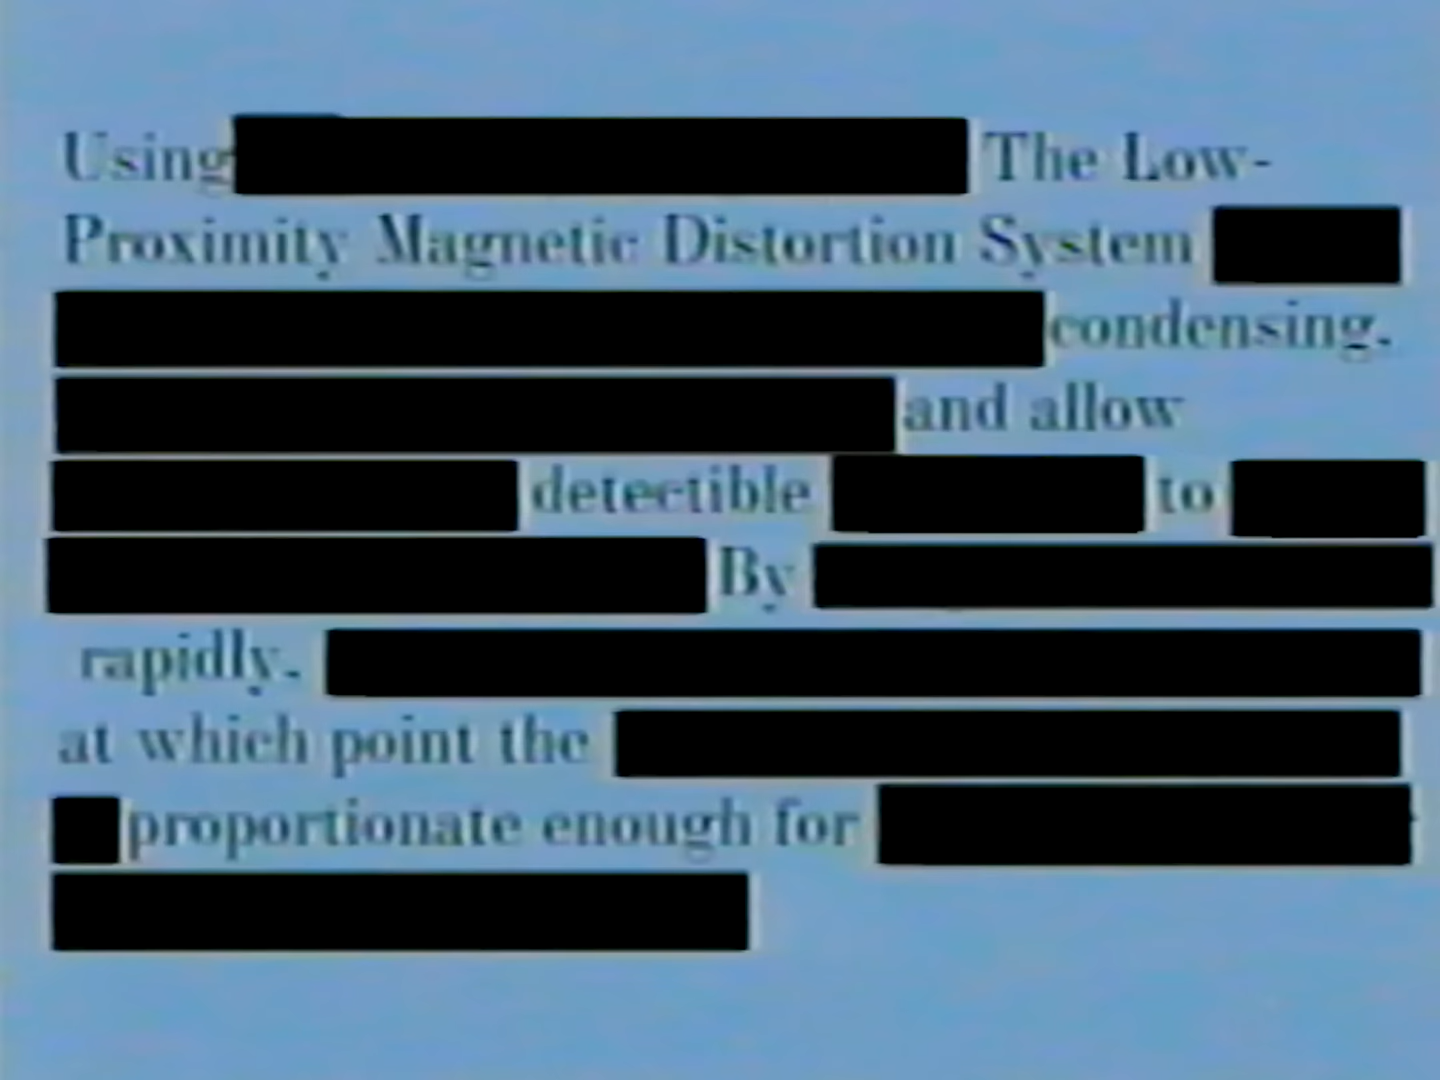 Using The Low-
Proximity Magnetic Distortion System
condensing.
and allow
detectible to
By
rapidly.
at which point the
proportionate enough for